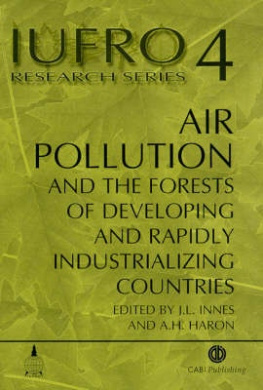 IUFRO 4
RESEARCH SERIES
AIR
POLLUTION
AND THE FORESTS
OF DEVELOPING
AND RAPIDLY
INDUSTRIALIZING
COUNTRIES
EDITED BY J.L. INNES
AND A.H. HARON
CABI Publishing